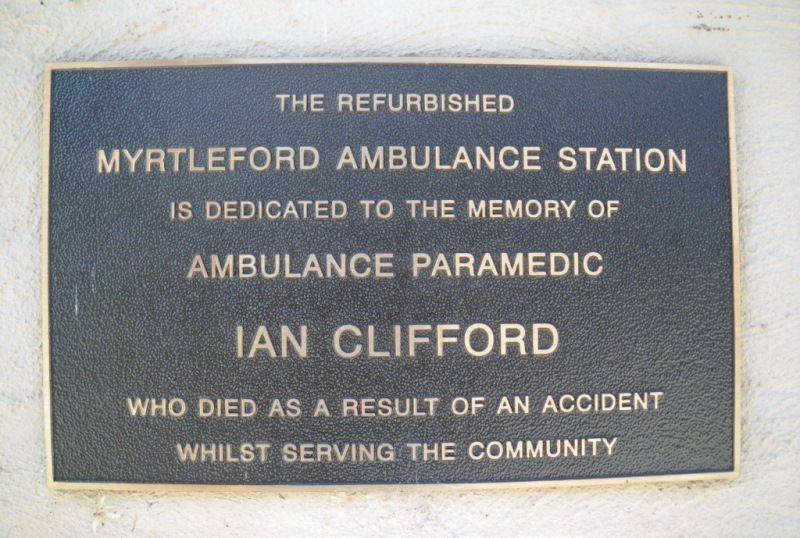 THE REFURBISHED
MYRTLEFORD AMBULANCE STATION
IS DEDICATED TO THE MEMORY OF
AMBULANCE PARAMEDIC
IAN CLIFFORD
WHO DIED AS A RESULT OF AN ACCIDENT
WHILST SERVING THE COMMUNITY